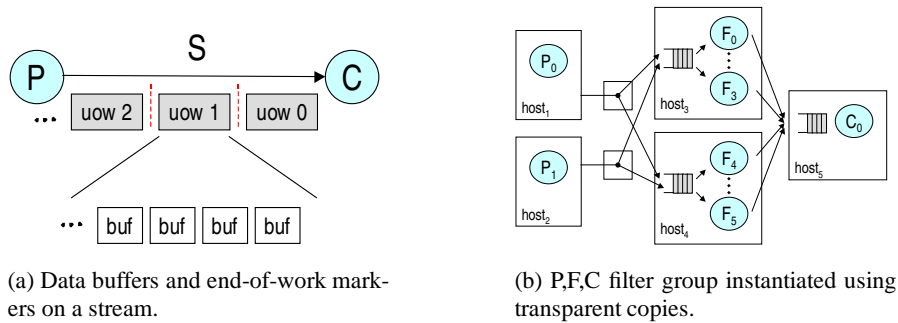 S
P
C
uow 2
uow 1
uow 0
...
... buf buf buf buf
(a) Data buffers and end-of-work mark-
ers on a stream.
P0
host1
P1
host2
F0
F3
host3
F4
F5
host4
C0
host5
(b) P,F,C filter group instantiated using
transparent copies.